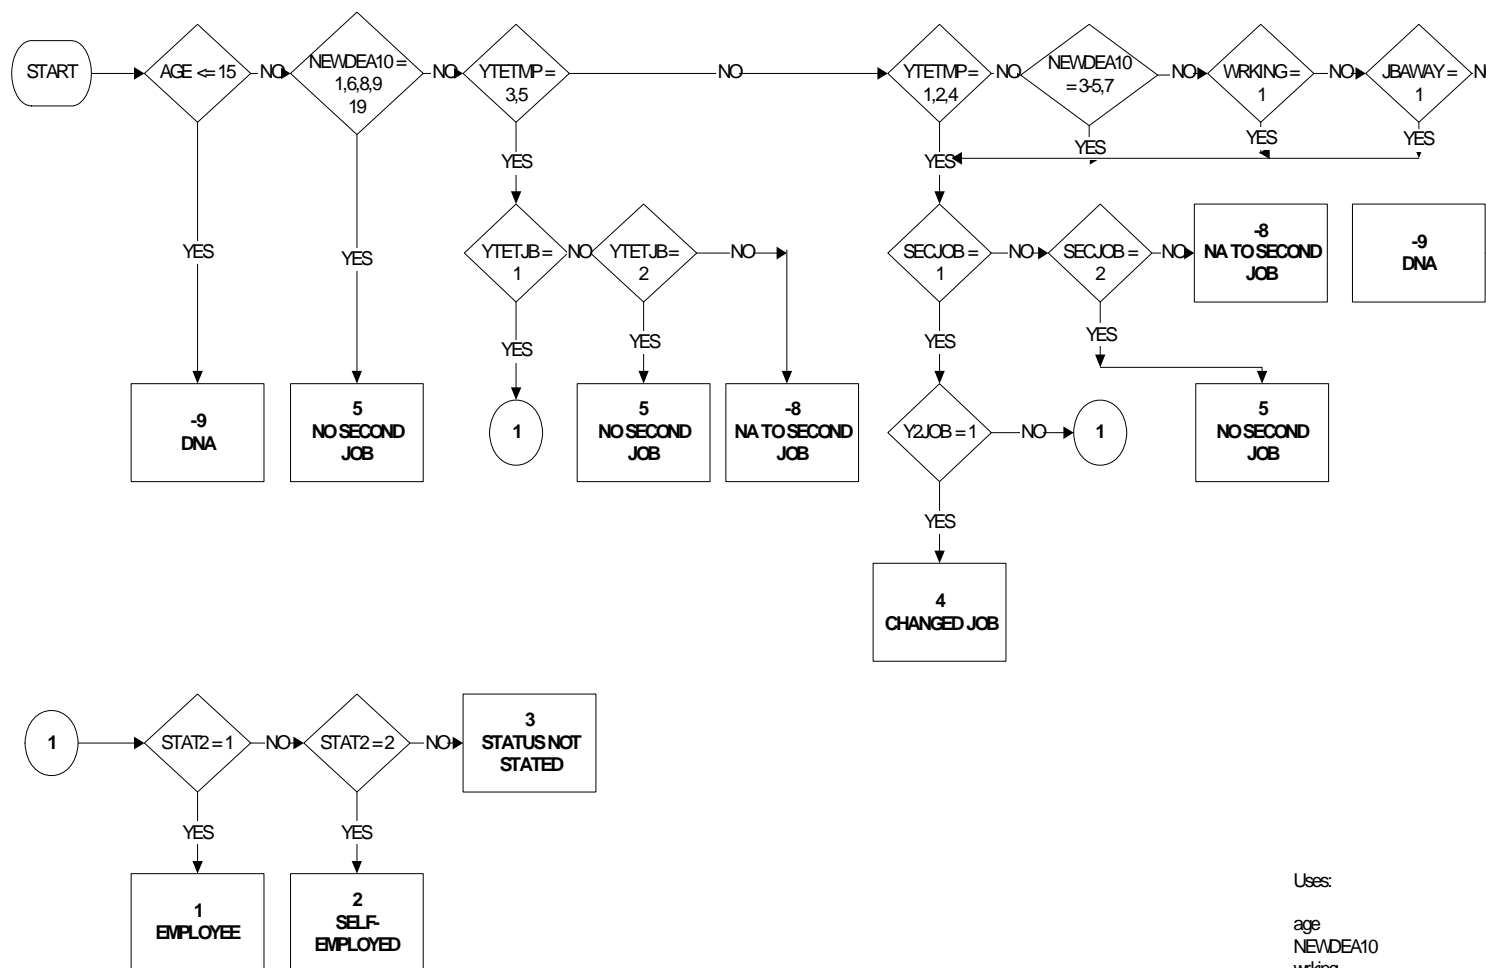 START
AGE <= 15
NO
NEWDEA10 =
1,6,8,9
19
NO
YTETMP =
3,5
NO
YTETMP =
1,2,4
NO
NEWDEA10
= 3-5,7
NO
WRKING =
1
NO
JBAWAY =
1
YES
YES
YES
YES
YES
YES
YES
YES
YTETJB =
1
NO
YTETJB =
2
NO
SECJOB =
1
NO
SECJOB =
2
NO
-8
NA TO SECOND
JOB
-9
DNA
YES
YES
YES
YES
-9
DNA
5
NO SECOND
JOB
1
5
NO SECOND
JOB
-8
NA TO SECOND
JOB
Y2JOB = 1
NO
1
5
NO SECOND
JOB
YES
4
CHANGED JOB
1
STAT2 = 1
NO
STAT2 = 2
NO
3
STATUS NOT
STATED
YES
YES
1
EMPLOYEE
2
SELF-
EMPLOYED
Uses:
age
NEWDEA10